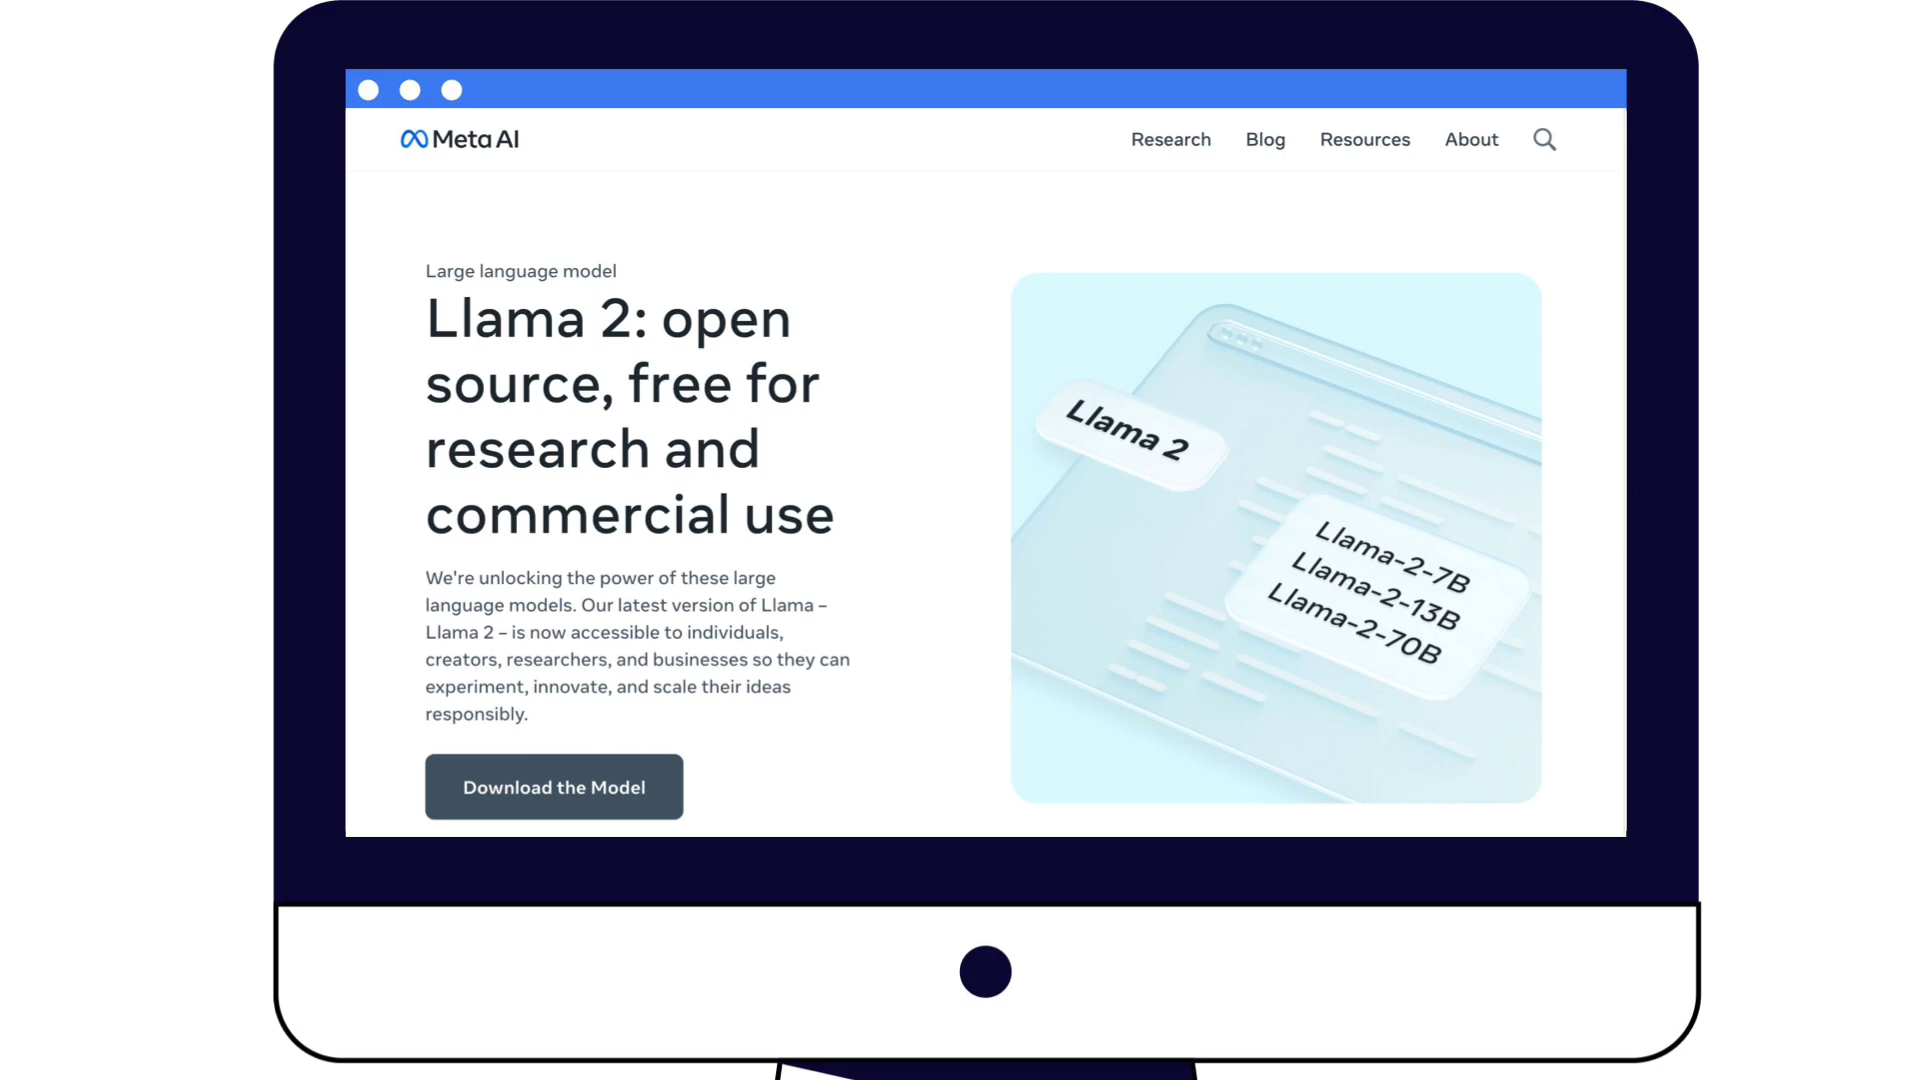 Meta AI
Research Blog Resources About
Large language model
Llama 2: open
source, free for
research and
commercial use
We're unlocking the power of these large
language models. Our latest version of Llama –
Llama 2 – is now accessible to individuals,
creators, researchers, and businesses so they can
experiment, innovate, and scale their ideas
responsibly.
Download the Model
Llama 2
Llama-2-7B
Llama-2-13B
Llama-2-70B